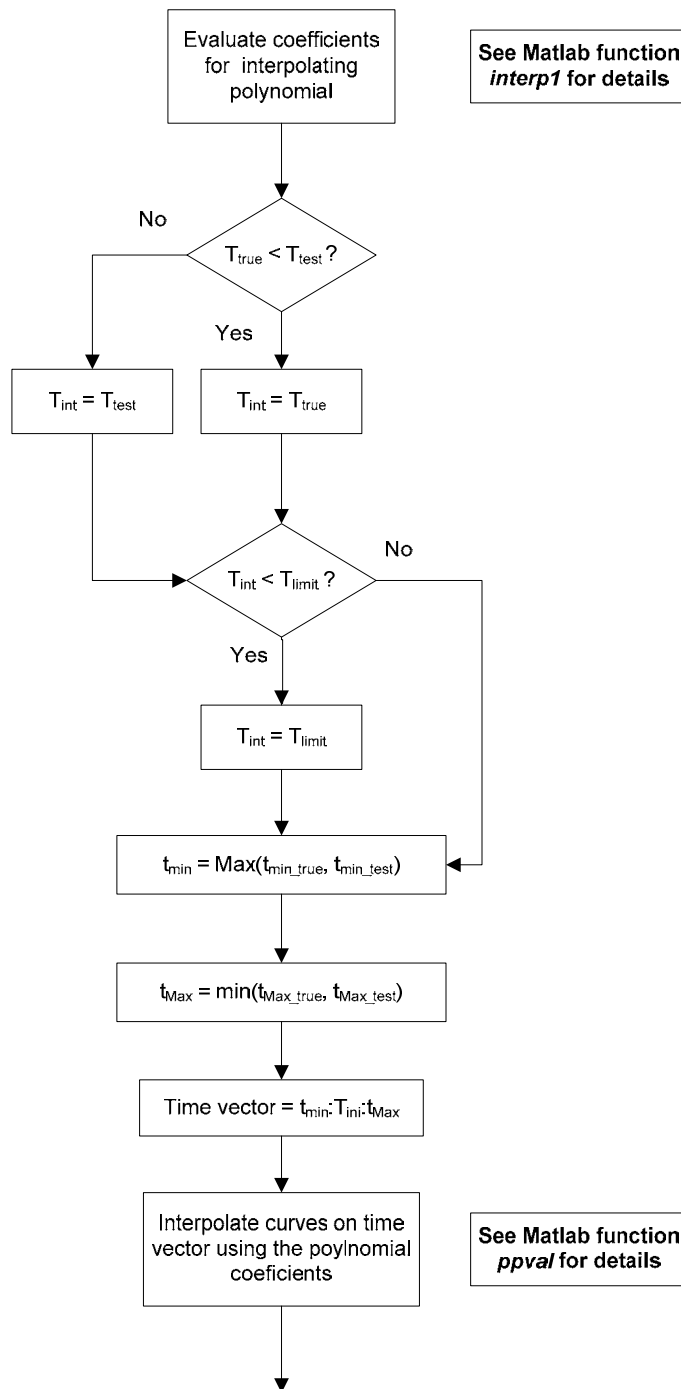 Evaluate coefficients
for interpolating
polynomial
See Matlab function
interp1 for details
No
T_true < T_test ?
Yes
T_int = T_test
T_int = T_true
No
T_int < T_limit ?
Yes
T_int = T_limit
t_min = Max(t_min_true, t_min_test)
t_Max = min(t_Max_true, t_Max_test)
Time vector = t_min:T_ini:t_Max
Interpolate curves on time
vector using the poylnomial
coeficients
See Matlab function
ppval for details